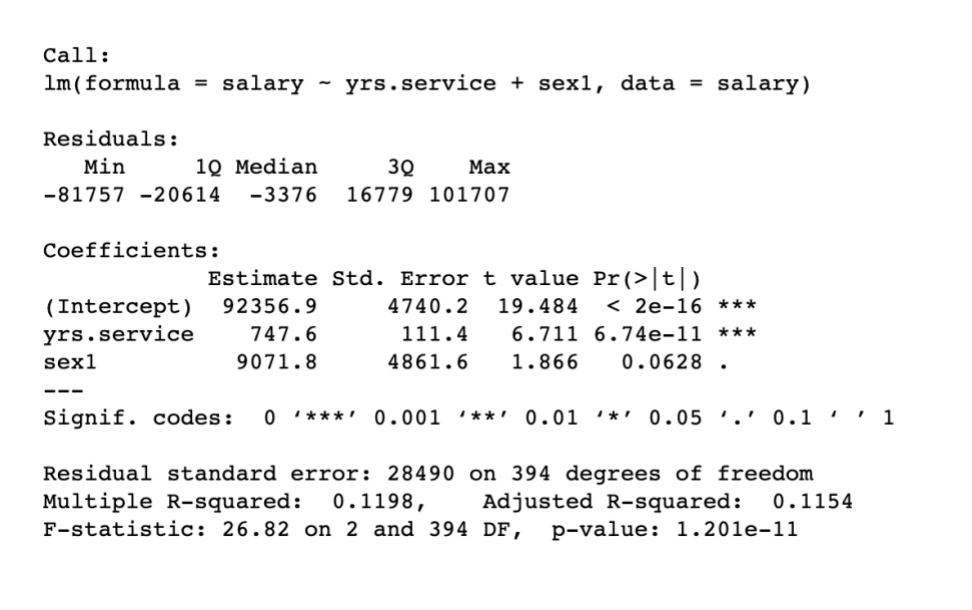 Call:
lm(formula = salary ~ yrs.service + sex1, data = salary)
Residuals:
   Min     1Q Median     3Q    Max
-81757 -20614  -3376  16779 101707
Coefficients:
            Estimate Std. Error t value Pr(>|t|)
(Intercept)  92356.9     4740.2  19.484  < 2e-16 ***
yrs.service    747.6      111.4   6.711 6.74e-11 ***
sex1          9071.8     4861.6   1.866   0.0628 .
---
Signif. codes:  0 ‘***’ 0.001 ‘**’ 0.01 ‘*’ 0.05 ‘.’ 0.1 ‘ ’ 1
Residual standard error: 28490 on 394 degrees of freedom
Multiple R-squared:  0.1198,    Adjusted R-squared:  0.1154
F-statistic: 26.82 on 2 and 394 DF,  p-value: 1.201e-11